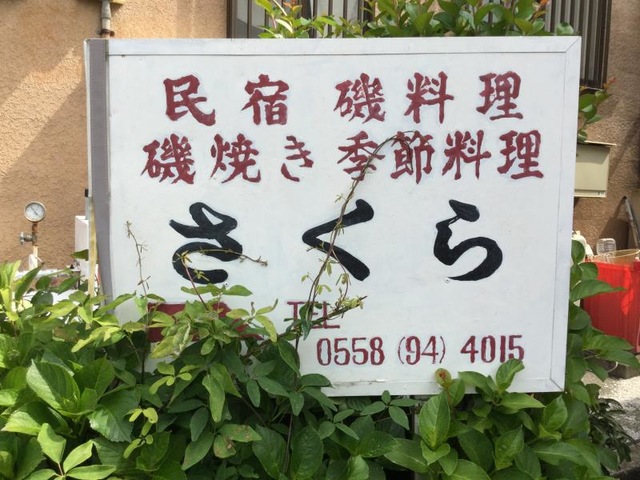 民宿 磯料理
磯焼き 季節料理
さくら
TEL
0558 (94) 4015